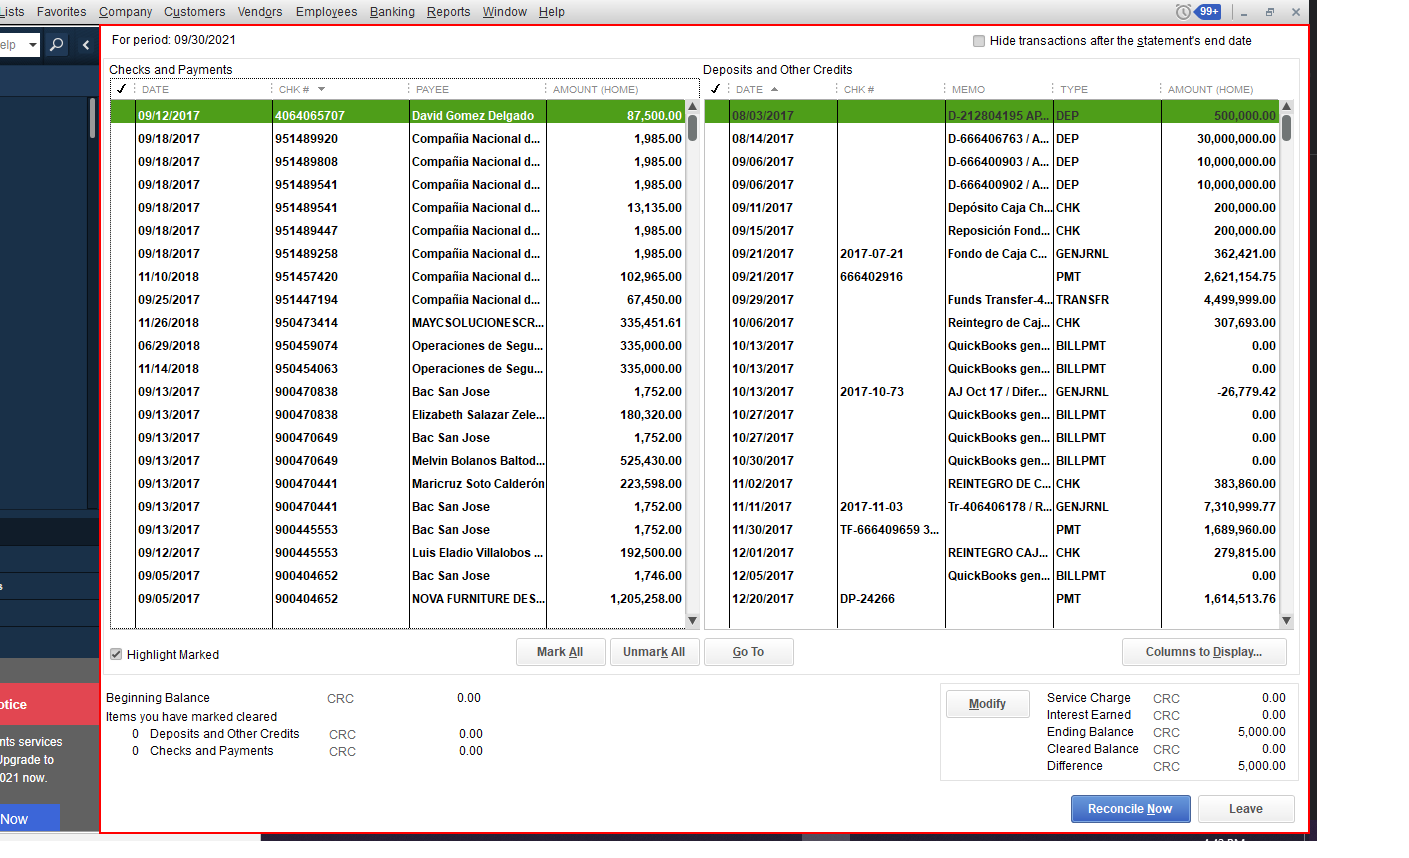 Lists Favorites Company Customers Vendors Employees Banking Reports Window Help 99+
For period: 09/30/2021
Hide transactions after the statement's end date
Checks and Payments
DATE CHK # PAYEE AMOUNT (HOME)
09/12/2017 4064065707 David Gomez Delgado 87,500.00
09/18/2017 951489920 Compañia Nacional d... 1,985.00
09/18/2017 951489808 Compañia Nacional d... 1,985.00
09/18/2017 951489541 Compañia Nacional d... 1,985.00
09/18/2017 951489541 Compañia Nacional d... 13,135.00
09/18/2017 951489447 Compañia Nacional d... 1,985.00
09/18/2017 951489258 Compañia Nacional d... 1,985.00
11/10/2018 951457420 Compañia Nacional d... 102,965.00
09/25/2017 951447194 Compañia Nacional d... 67,450.00
11/26/2018 950473414 MAYCSOLUCIONESCR... 335,451.61
06/29/2018 950459074 Operaciones de Segu... 335,000.00
11/14/2018 950454063 Operaciones de Segu... 335,000.00
09/13/2017 900470838 Bac San Jose 1,752.00
09/13/2017 900470838 Elizabeth Salazar Zele... 180,320.00
09/13/2017 900470649 Bac San Jose 1,752.00
09/13/2017 900470649 Melvin Bolanos Baltod... 525,430.00
09/13/2017 900470441 Maricruz Soto Calderón 223,598.00
09/13/2017 900470441 Bac San Jose 1,752.00
09/13/2017 900445553 Bac San Jose 1,752.00
09/12/2017 900445553 Luis Eladio Villalobos ... 192,500.00
09/05/2017 900404652 Bac San Jose 1,746.00
09/05/2017 900404652 NOVA FURNITURE DES... 1,205,258.00
Deposits and Other Credits
DATE CHK # MEMO TYPE AMOUNT (HOME)
08/03/2017 D-212804195 AP... DEP 500,000.00
08/14/2017 D-666406763 / A... DEP 30,000,000.00
09/06/2017 D-666400903 / A... DEP 10,000,000.00
09/06/2017 D-666400902 / A... DEP 10,000,000.00
09/11/2017 Depósito Caja Ch... CHK 200,000.00
09/15/2017 Reposición Fond... CHK 200,000.00
09/21/2017 2017-07-21 Fondo de Caja C... GENJRNL 362,421.00
09/21/2017 666402916 PMT 2,621,154.75
09/29/2017 Funds Transfer-4... TRANSFR 4,499,999.00
10/06/2017 Reintegro de Caj... CHK 307,693.00
10/13/2017 QuickBooks gen... BILLPMT 0.00
10/13/2017 QuickBooks gen... BILLPMT 0.00
10/13/2017 2017-10-73 AJ Oct 17 / Difer... GENJRNL -26,779.42
10/27/2017 QuickBooks gen... BILLPMT 0.00
10/27/2017 QuickBooks gen... BILLPMT 0.00
10/30/2017 QuickBooks gen... BILLPMT 0.00
11/02/2017 REINTEGRO DE C... CHK 383,860.00
11/11/2017 2017-11-03 Tr-406406178 / R... GENJRNL 7,310,999.77
11/30/2017 TF-666409659 3... PMT 1,689,960.00
12/01/2017 REINTEGRO CAJ... CHK 279,815.00
12/05/2017 QuickBooks gen... BILLPMT 0.00
12/20/2017 DP-24266 PMT 1,614,513.76
Highlight Marked
Mark All Unmark All Go To Columns to Display...
Beginning Balance CRC 0.00
Items you have marked cleared
0 Deposits and Other Credits CRC 0.00
0 Checks and Payments CRC 0.00
Modify
Service Charge CRC 0.00
Interest Earned CRC 0.00
Ending Balance CRC 5,000.00
Cleared Balance CRC 0.00
Difference CRC 5,000.00
Reconcile Now Leave
elp
s
otice
nts services
Upgrade to
021 now.
Now